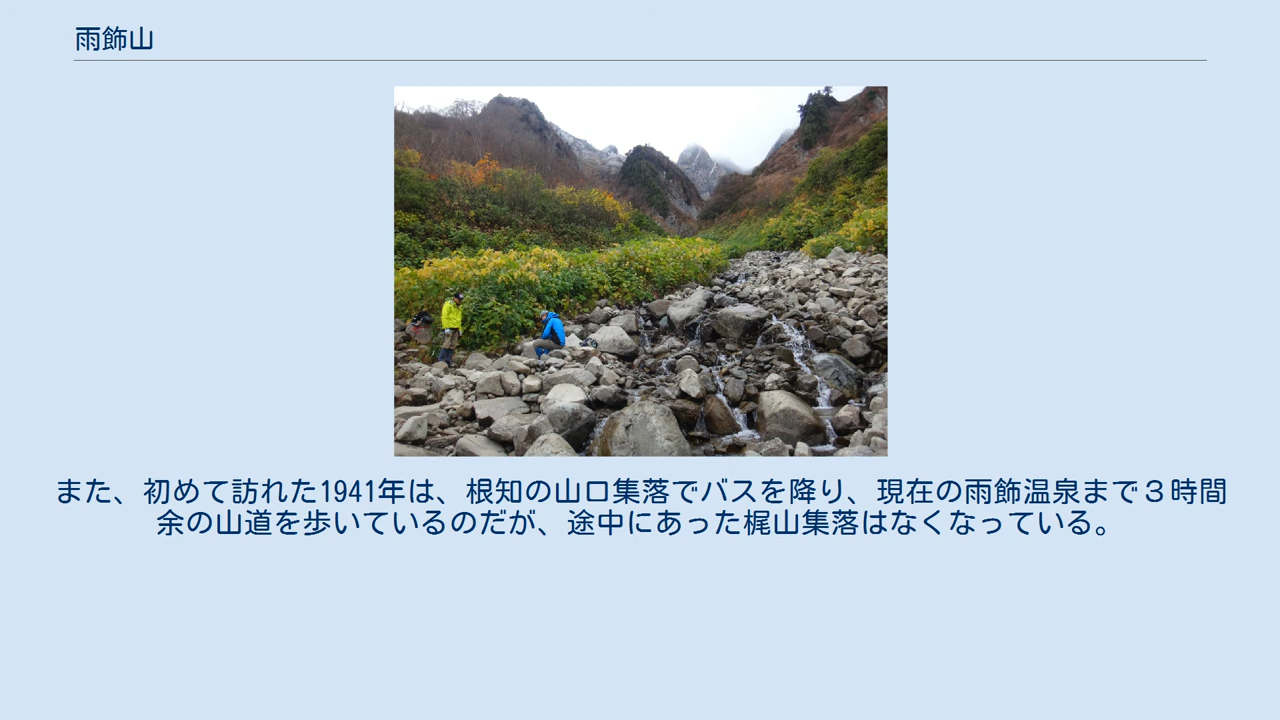 雨飾山
また、初めて訪れた1941年は、根知の山口集落でバスを降り、現在の雨飾温泉まで３時間
余の山道を歩いているのだが、途中にあった梶山集落はなくなっている。